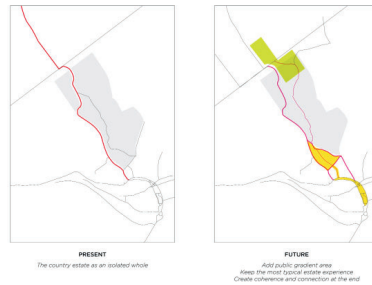 PRESENT
The country estate as an isolated whole
FUTURE
Add public gradient area
Keep the most typical estate experience
Create coherence and connection at the end